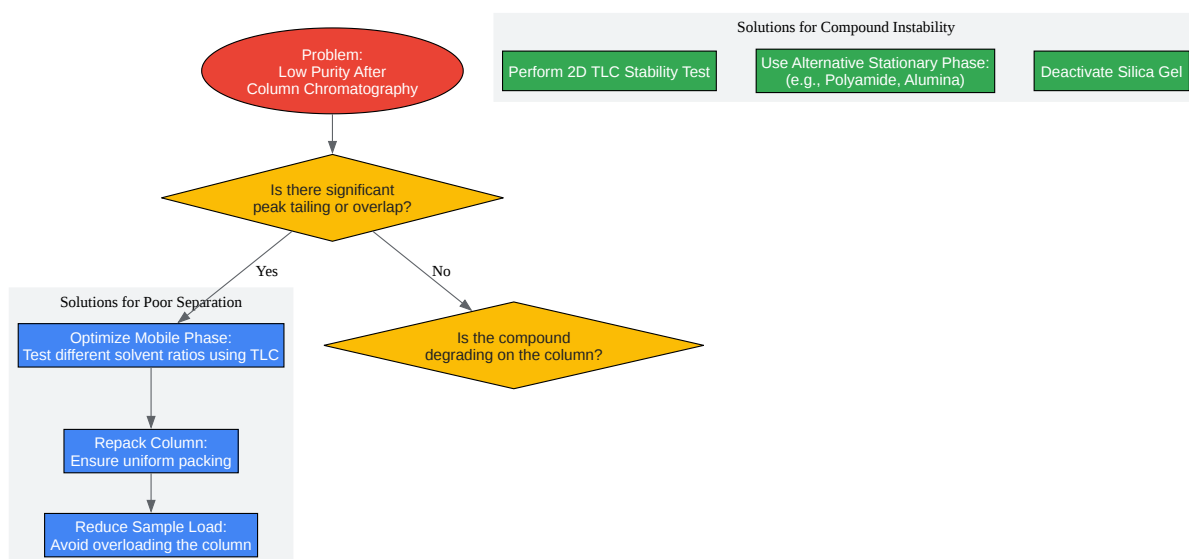 Problem:
Low Purity After
Column Chromatography
Solutions for Compound Instability
Perform 2D TLC Stability Test
Use Alternative Stationary Phase:
(e.g., Polyamide, Alumina)
Deactivate Silica Gel
Is there significant
peak tailing or overlap?
Yes
No
Solutions for Poor Separation
Optimize Mobile Phase:
Test different solvent ratios using TLC
Is the compound
degrading on the column?
Repack Column:
Ensure uniform packing
Reduce Sample Load:
Avoid overloading the column